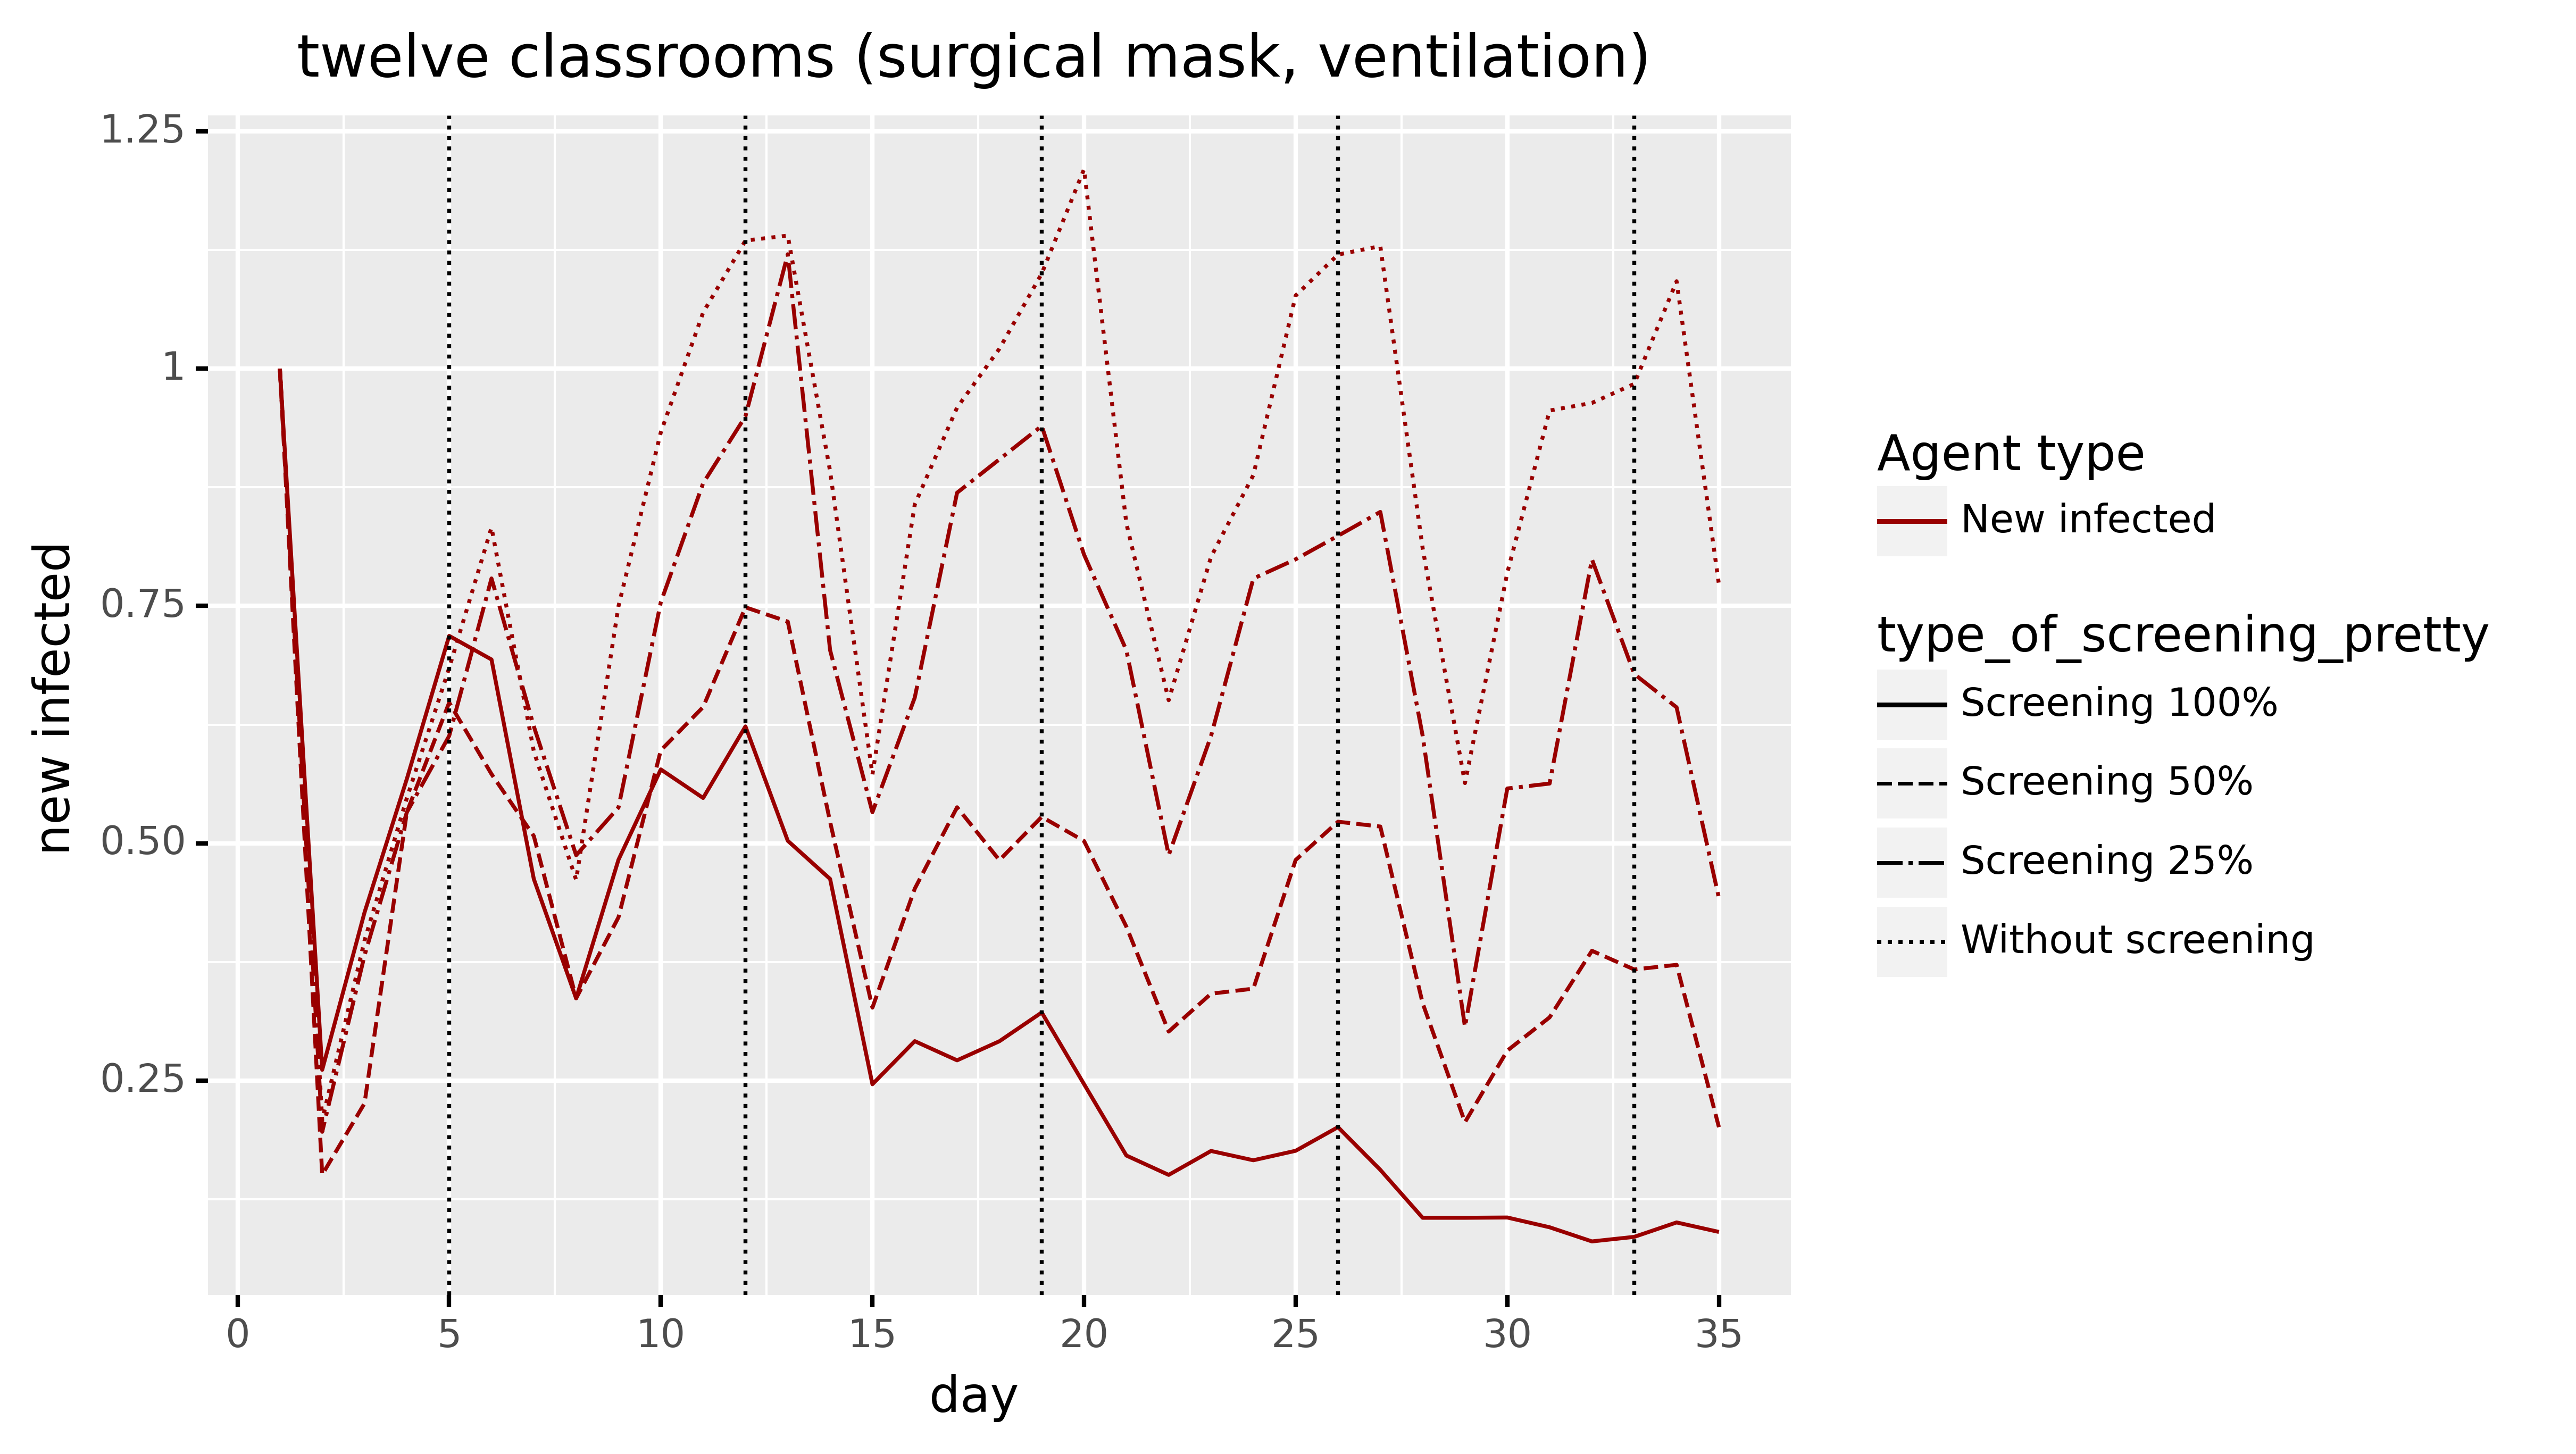 twelve classrooms (surgical mask, ventilation)
1.25
1
0.75
0.50
0.25
new infected
0
5
10
15
20
25
30
35
day
Agent type
New infected
type_of_screening_pretty
Screening 100%
Screening 50%
Screening 25%
Without screening